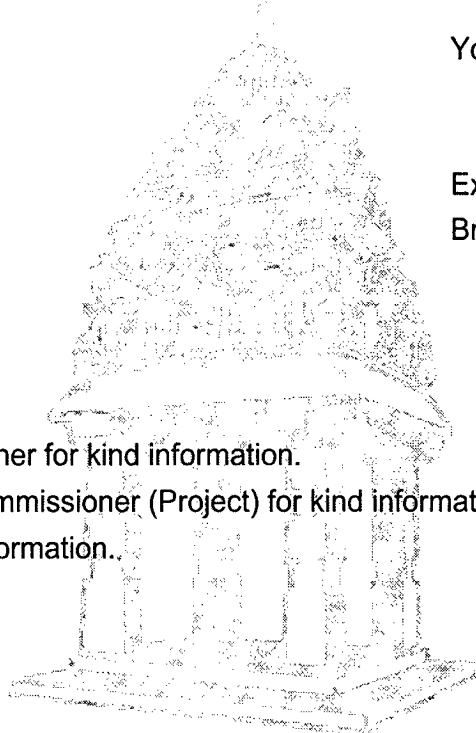 Yo
Ex
Br
ner for kind information.
mmissioner (Project) for kind informat
ormation..